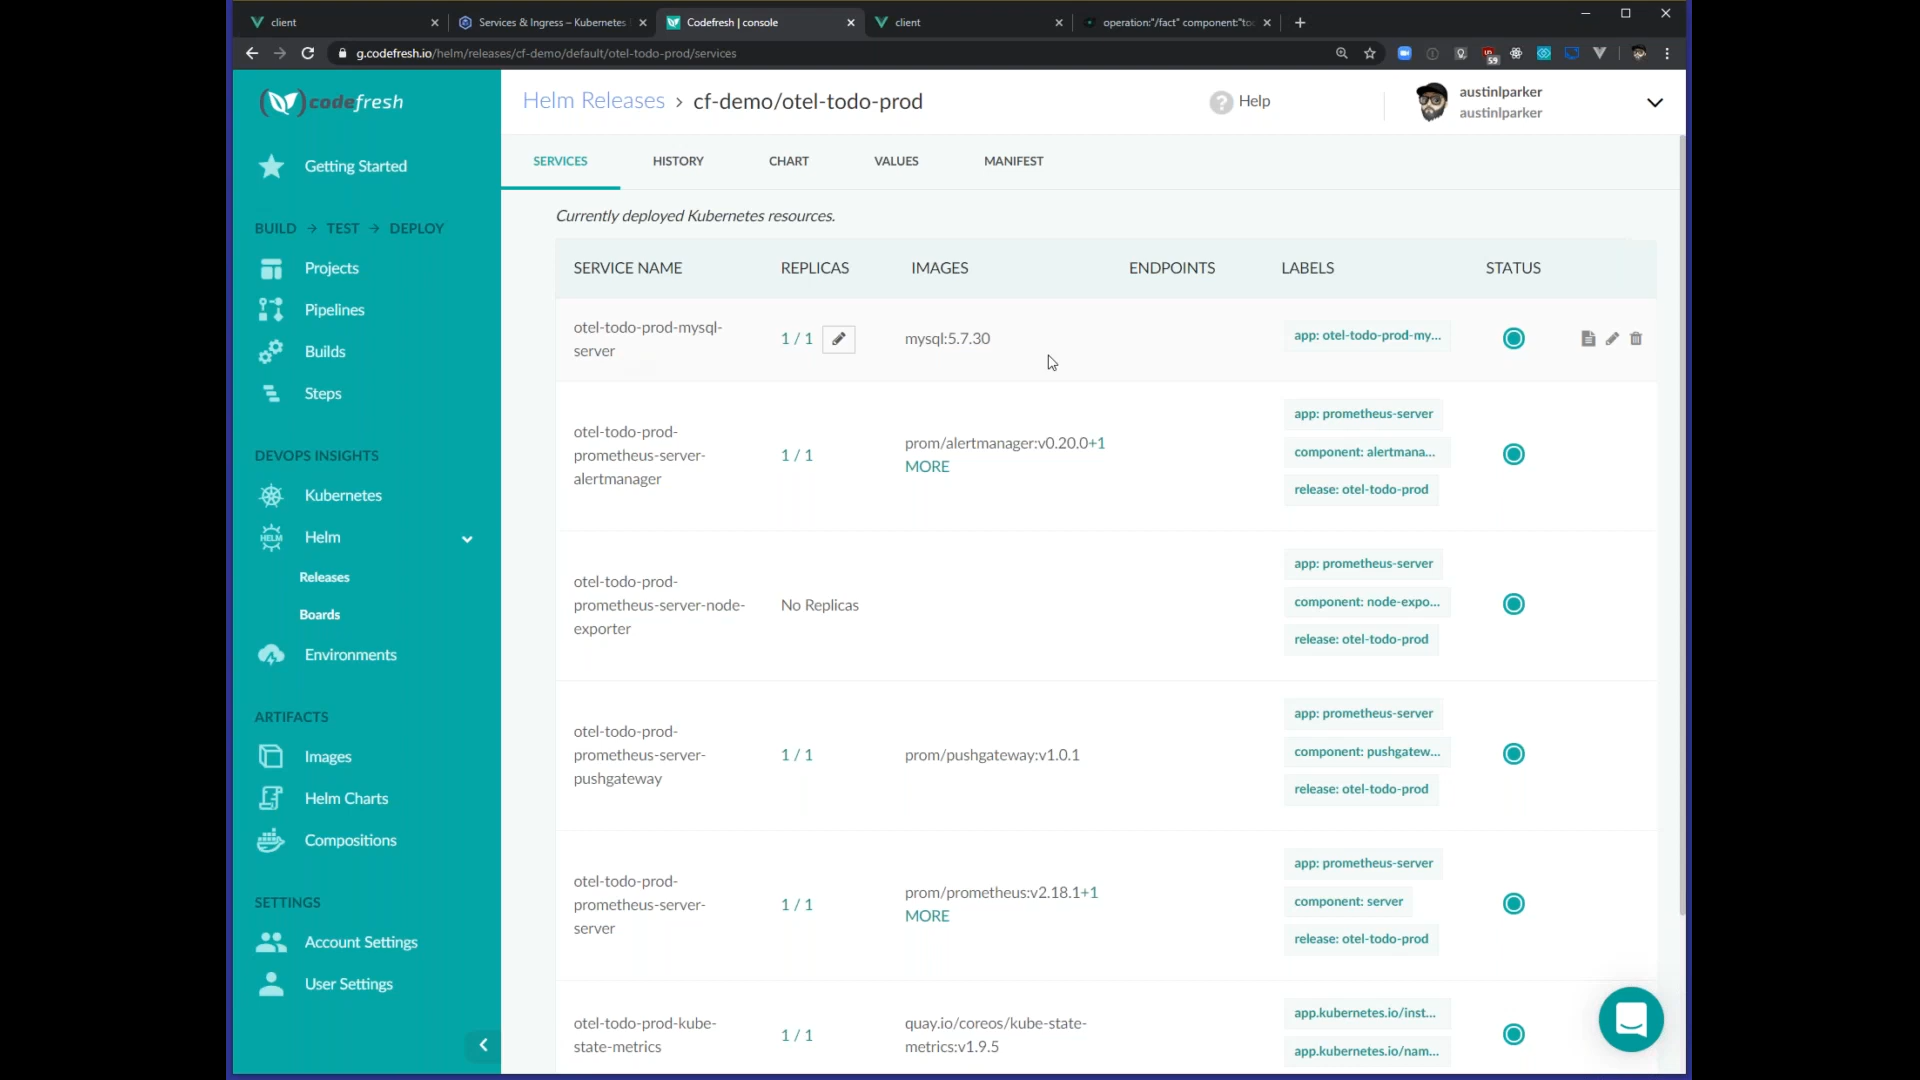 client
Services & Ingress – Kubernetes
Codefresh | console
client
operation:"/fact" component:"to
g.codefresh.io/helm/releases/cf-demo/default/otel-todo-prod/services
59
codefresh
Getting Started
BUILD → TEST → DEPLOY
Projects
Pipelines
Builds
Steps
DEVOPS INSIGHTS
Kubernetes
HELM
Helm
Releases
Boards
Environments
ARTIFACTS
Images
Helm Charts
Compositions
SETTINGS
Account Settings
User Settings
Helm Releases > cf-demo/otel-todo-prod
? Help
austinlparker
austinlparker
SERVICES HISTORY CHART VALUES MANIFEST
Currently deployed Kubernetes resources.
SERVICE NAME REPLICAS IMAGES ENDPOINTS LABELS STATUS
otel-todo-prod-mysql-
server
1 / 1
mysql:5.7.30
app: otel-todo-prod-my...
otel-todo-prod-
prometheus-server-
alertmanager
1 / 1
prom/alertmanager:v0.20.0+1
MORE
app: prometheus-server
component: alertmana...
release: otel-todo-prod
otel-todo-prod-
prometheus-server-node-
exporter
No Replicas
app: prometheus-server
component: node-expo...
release: otel-todo-prod
otel-todo-prod-
prometheus-server-
pushgateway
1 / 1
prom/pushgateway:v1.0.1
app: prometheus-server
component: pushgatew...
release: otel-todo-prod
otel-todo-prod-
prometheus-server-
server
1 / 1
prom/prometheus:v2.18.1+1
MORE
app: prometheus-server
component: server
release: otel-todo-prod
otel-todo-prod-kube-
state-metrics
1 / 1
quay.io/coreos/kube-state-
metrics:v1.9.5
app.kubernetes.io/inst...
app.kubernetes.io/nam...